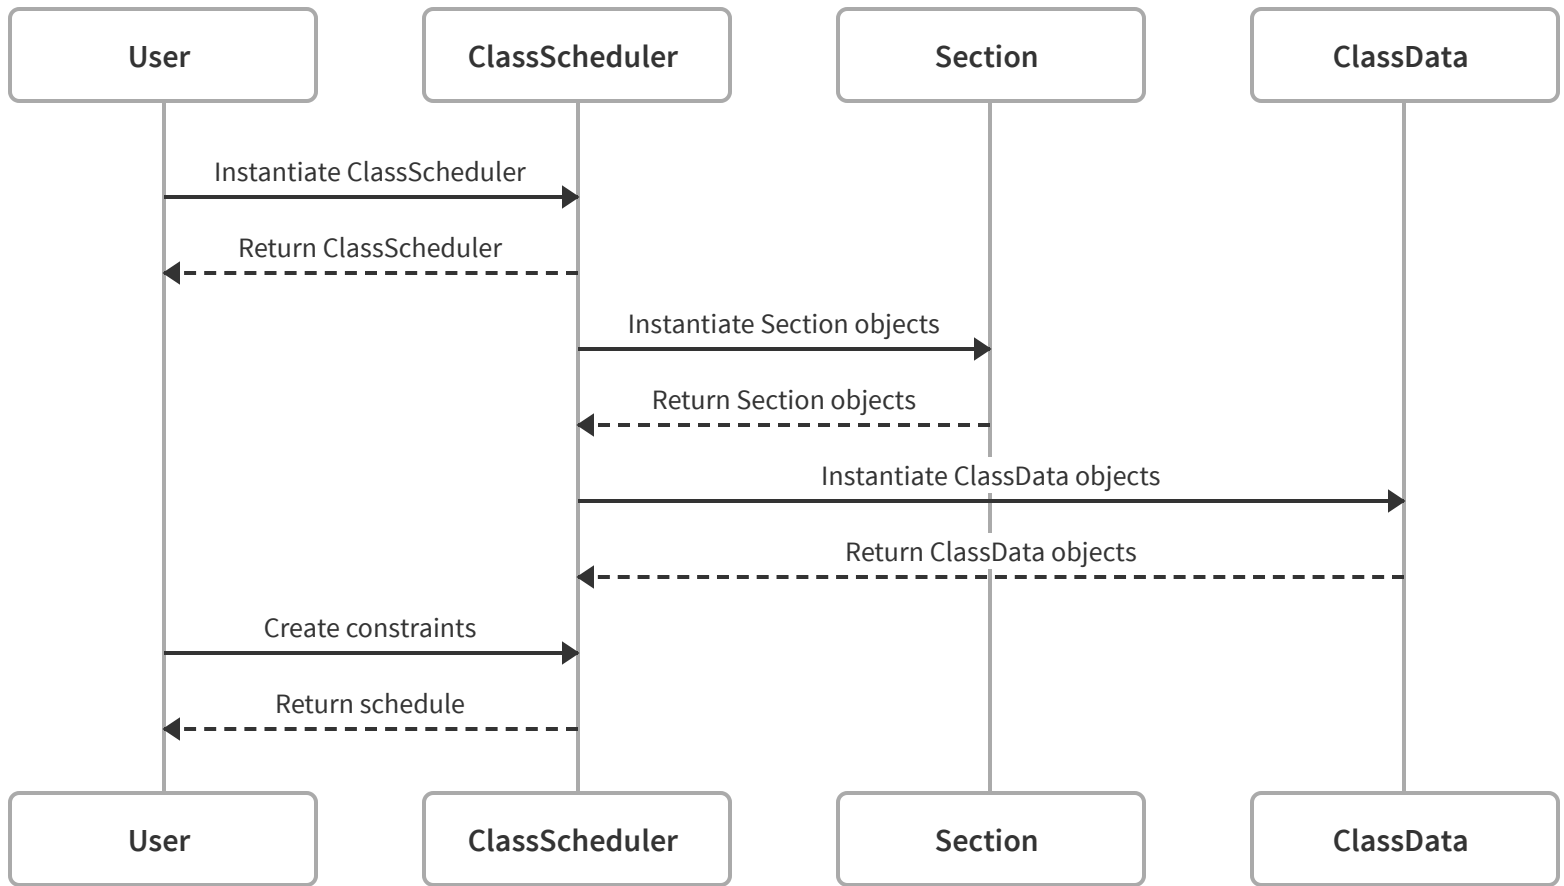 User
ClassScheduler
Section
ClassData
Instantiate ClassScheduler
Return ClassScheduler
Instantiate Section objects
Return Section objects
Instantiate ClassData objects
Return ClassData objects
Create constraints
Return schedule
User
ClassScheduler
Section
ClassData